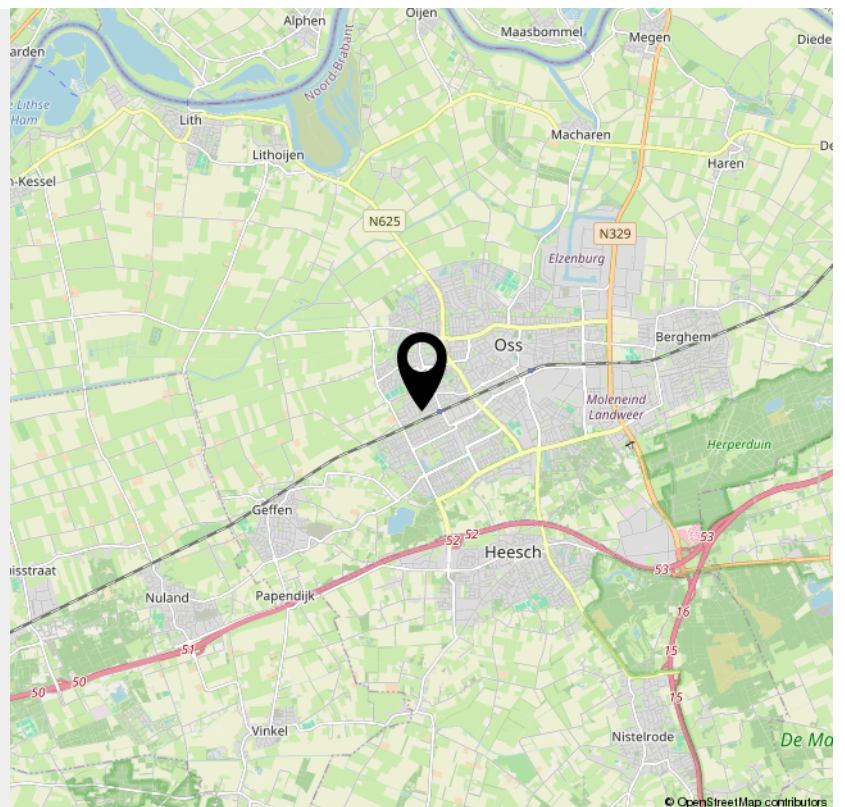 Alphen
Oijen
Maasbommel
Megen
Diede
arden
Noord-Brabant
e Lithse
Ham
Lith
Macharen
Lithoijen
Haren
De
n-Kessel
N625
N329
Elzenburg
Oss
Berghem
Moleneind
Landweer
Herperduin
Geffen
52
52
53
Heesch
53
uisstraat
Nuland
Papendijk
16
51
15
50
50
15
Vinkel
Nistelrode
De Ma
© OpenStreetMap contributors